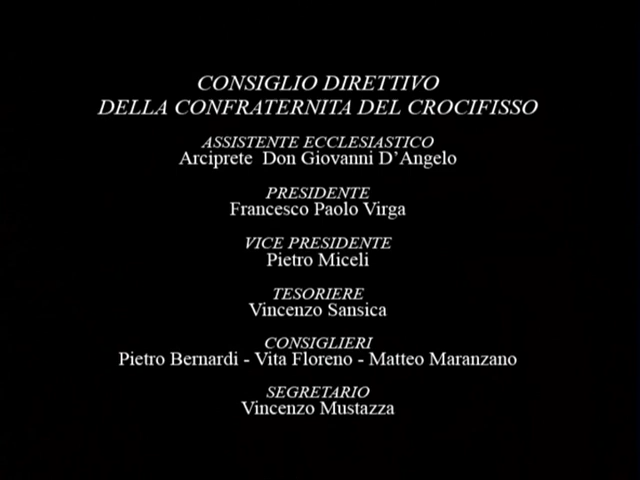 CONSIGLIO DIRETTIVO
DELLA CONFRATERNITA DEL CROCIFISSO
ASSISTENTE ECCLESIASTICO
Arciprete Don Giovanni D'Angelo
PRESIDENTE
Francesco Paolo Virga
VICE PRESIDENTE
Pietro Miceli
TESORIERE
Vincenzo Sansica
CONSIGLIERI
Pietro Bernardi - Vita Floreno - Matteo Maranzano
SEGRETARIO
Vincenzo Mustazza